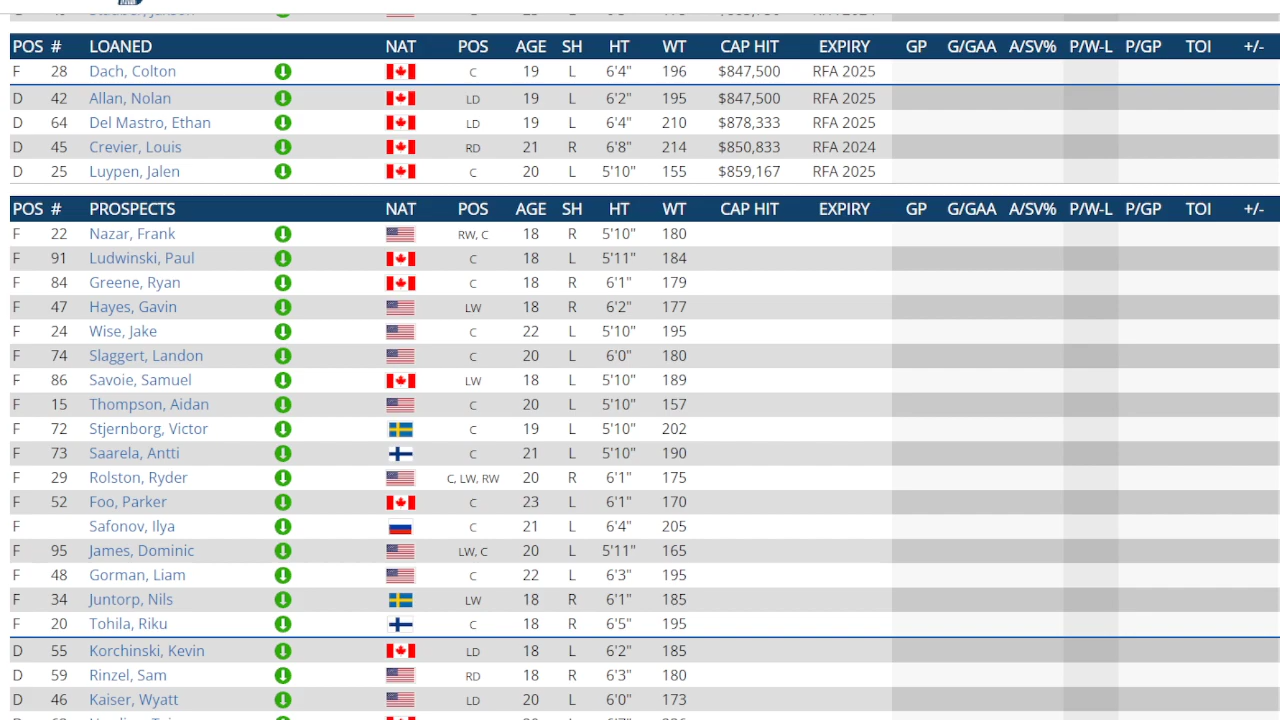 POS # LOANED NAT POS AGE SH HT WT CAP HIT EXPIRY GP G/GAA A/SV% P/W-L P/GP TOI +/-
F 28 Dach, Colton C 19 L 6'4" 196 $847,500 RFA 2025
D 42 Allan, Nolan LD 19 L 6'2" 195 $847,500 RFA 2025
D 64 Del Mastro, Ethan LD 19 L 6'4" 210 $878,333 RFA 2025
D 45 Crevier, Louis RD 21 R 6'8" 214 $850,833 RFA 2024
D 25 Luypen, Jalen C 20 L 5'10" 155 $859,167 RFA 2025
POS # PROSPECTS NAT POS AGE SH HT WT CAP HIT EXPIRY GP G/GAA A/SV% P/W-L P/GP TOI +/-
F 22 Nazar, Frank RW, C 18 R 5'10" 181
F 91 Ludwinski, Paul C 18 L 5'11" 184
F 84 Greene, Ryan C 18 R 6'1" 179
F 47 Hayes, Gavin LW 18 R 6'2" 177
F 24 Wise, Jake C 22 L 5'10" 195
F 74 Slaggert, Landon C 20 L 6'0" 181
F 86 Savoie, Samuel LW 18 L 5'10" 189
F 15 Thompson, Aidan C 20 L 5'10" 157
F 72 Stjernborg, Victor C 19 L 5'10" 202
F 73 Saarela, Antti C 21 L 5'10" 190
F 29 Rolston, Ryder C, LW, RW 20 R 6'1" 175
F 52 Foo, Parker C 23 L 6'1" 170
F Safonov, Ilya C 21 L 6'4" 205
F 95 James, Dominic LW, C 20 L 5'11" 165
F 48 Gorman, Liam C 22 L 6'3" 195
F 34 Juntorp, Nils LW 18 R 6'1" 185
F 20 Tohila, Riku C 18 R 6'5" 195
D 55 Korchinski, Kevin LD 18 L 6'2" 185
D 59 Rinzel, Sam RD 18 R 6'3" 180
D 46 Kaiser, Wyatt LD 20 L 6'0" 173